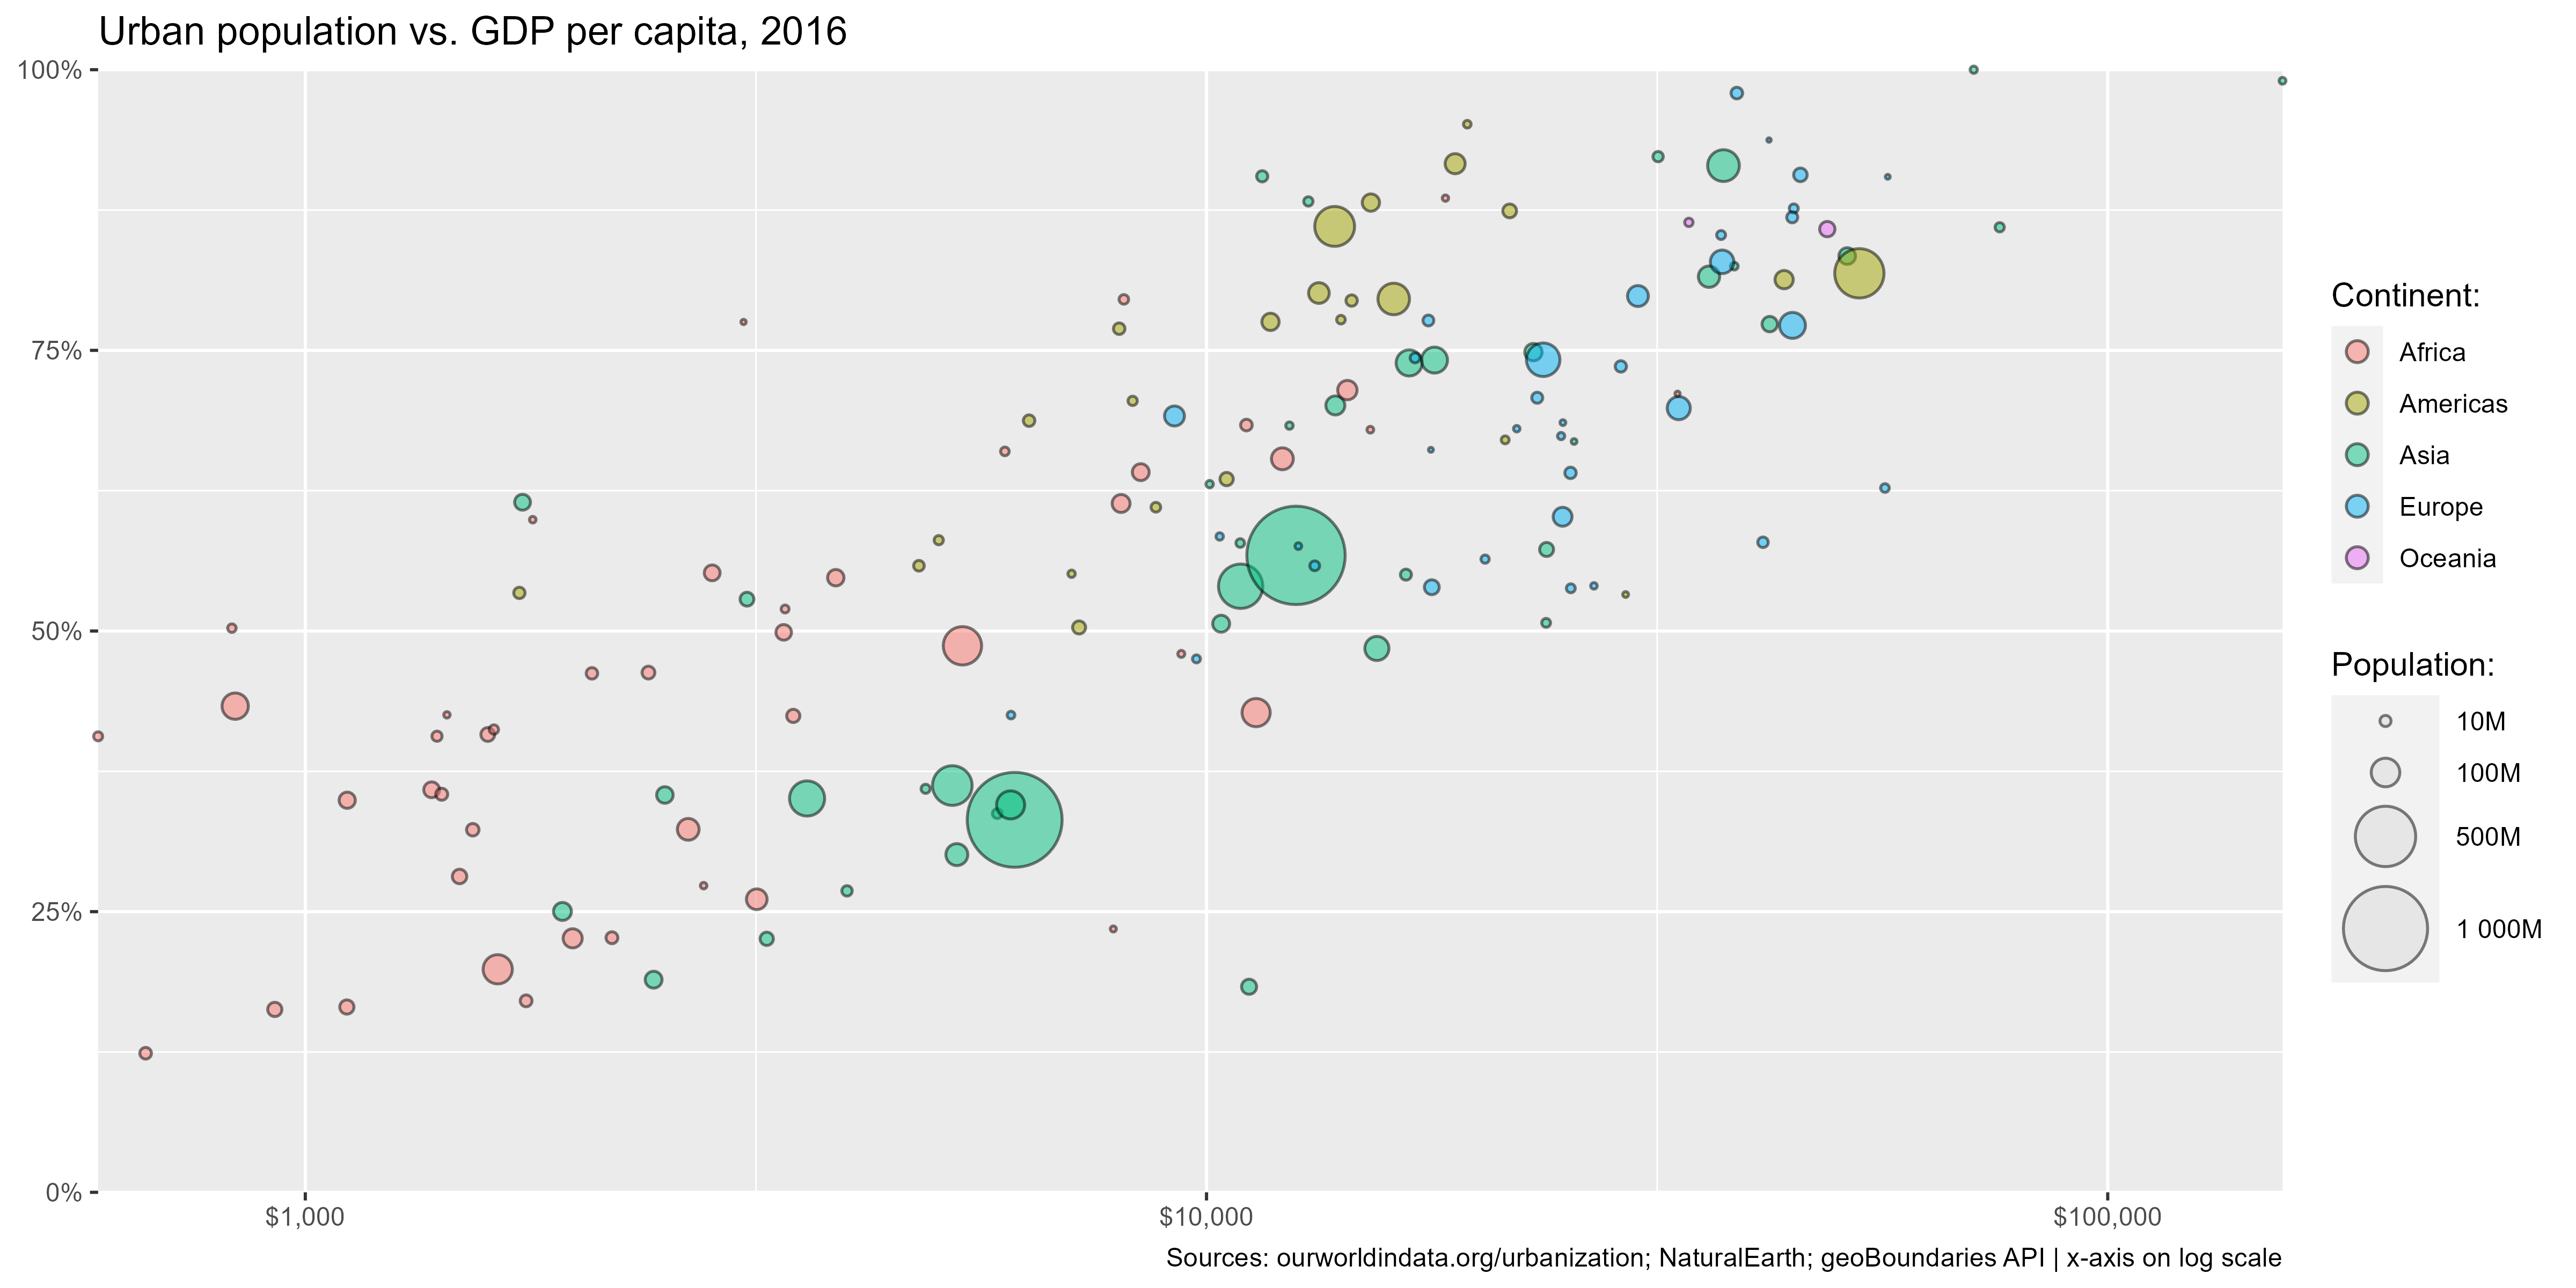 Urban population vs. GDP per capita, 2016
100%
75%
50%
25%
0%
$1,000
$10,000
$100,000
Continent:
Africa
Americas
Asia
Europe
Oceania
Population:
10M
100M
500M
1 000M
Sources: ourworldindata.org/urbanization; NaturalEarth; geoBoundaries API | x-axis on log scale